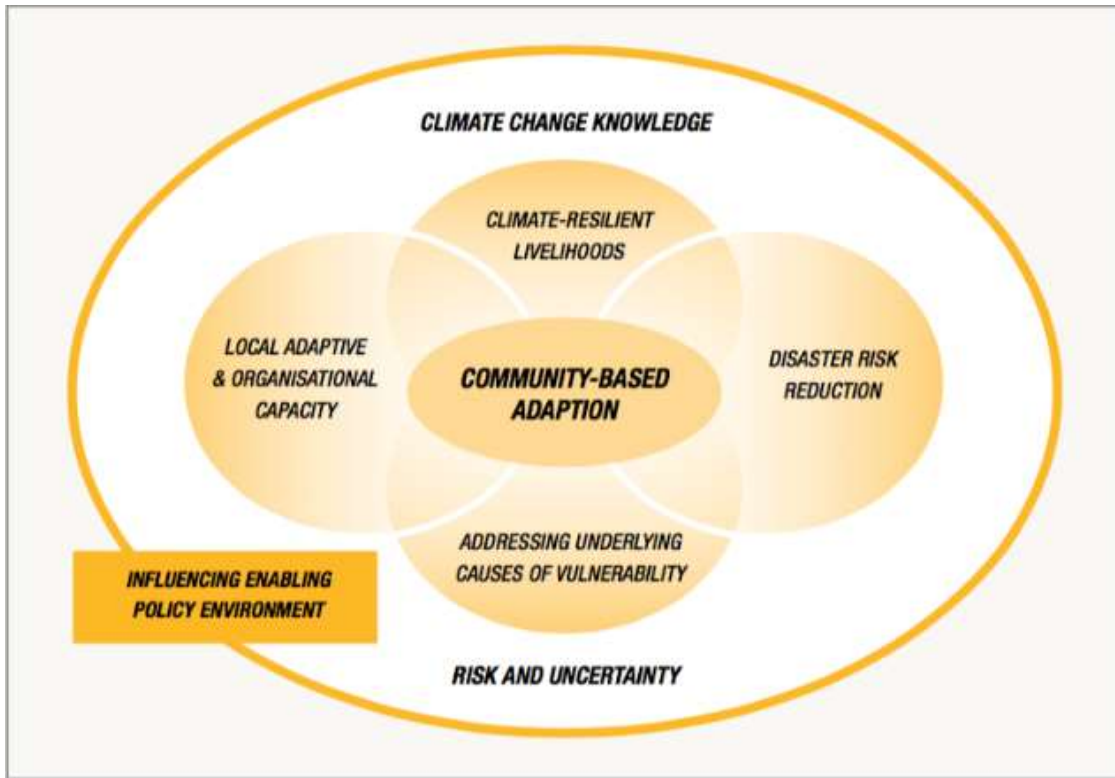 CLIMATE CHANGE KNOWLEDGE
CLIMATE-RESILIENT
LIVELIHOODS
LOCAL ADAPTIVE
& ORGANISATIONAL
CAPACITY
COMMUNITY-BASED
ADAPTION
DISASTER RISK
REDUCTION
ADDRESSING UNDERLYING
CAUSES OF VULNERABILITY
INFLUENCING ENABLING
POLICY ENVIRONMENT
RISK AND UNCERTAINTY